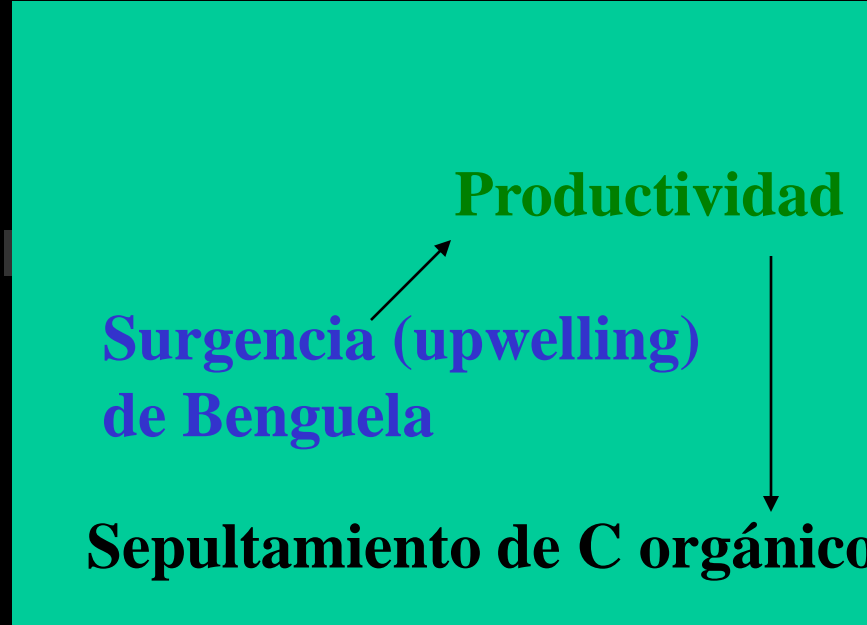 Productividad
Surgencia (upwelling)
de Benguela
Sepultamiento de C orgánico